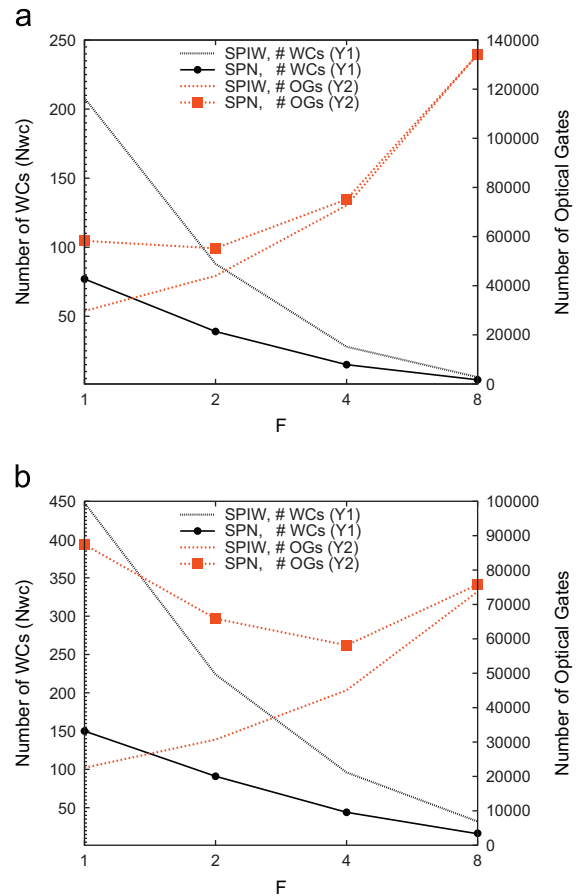 a
SPIW, # WCs (Y1)
SPN, # WCs (Y1)
SPIW, # OGs (Y2)
SPN, # OGs (Y2)
Number of WCs (Nwc)
250
200
150
100
50
Number of Optical Gates
140000
120000
100000
80000
60000
40000
20000
0
1 2 4 8
F
b
SPIW, # WCs (Y1)
SPN, # WCs (Y1)
SPIW, # OGs (Y2)
SPN, # OGs (Y2)
Number of WCs (Nwc)
450
400
350
300
250
200
150
100
50
Number of Optical Gates
100000
90000
80000
70000
60000
50000
40000
30000
20000
10000
0
1 2 4 8
F